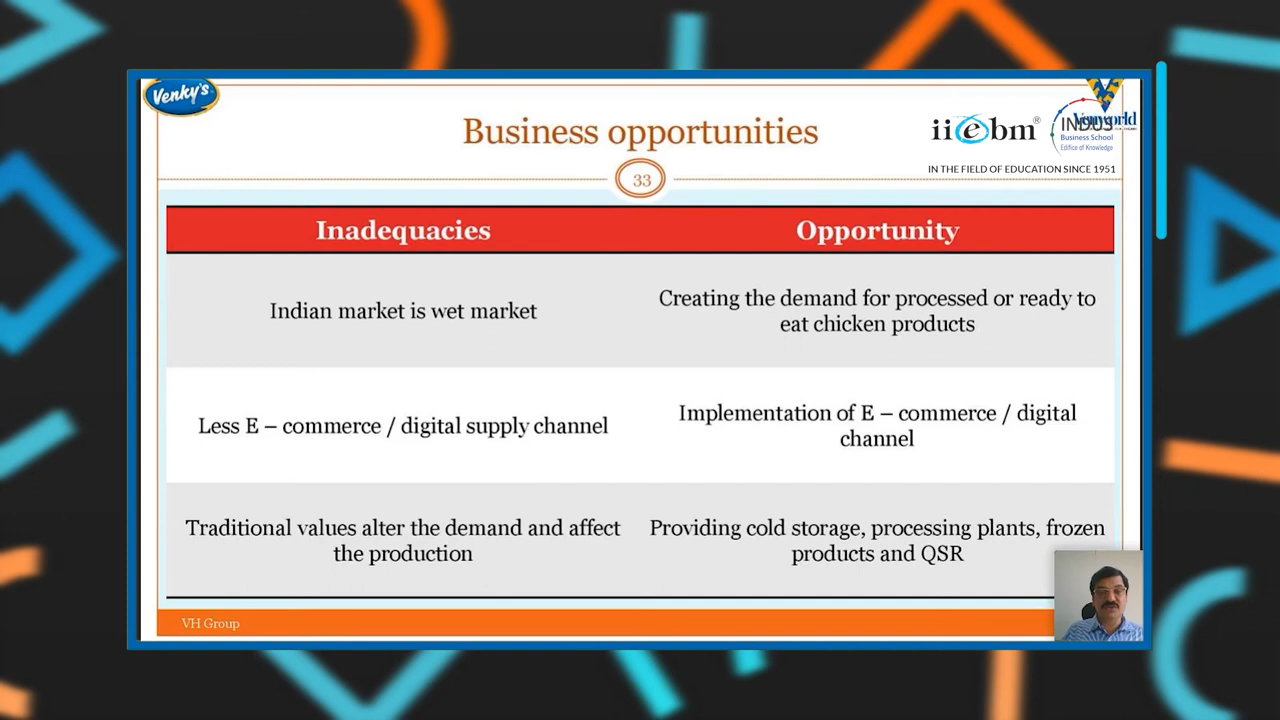 Venky's
Business opportunities
iiebm®
INDUS
Business School
Edifice of Knowledge
IN THE FIELD OF EDUCATION SINCE 1951
33
Inadequacies
Opportunity
Indian market is wet market
Creating the demand for processed or ready to
eat chicken products
Less E – commerce / digital supply channel
Implementation of E – commerce / digital
channel
Traditional values alter the demand and affect
the production
Providing cold storage, processing plants, frozen
products and QSR
VH Group